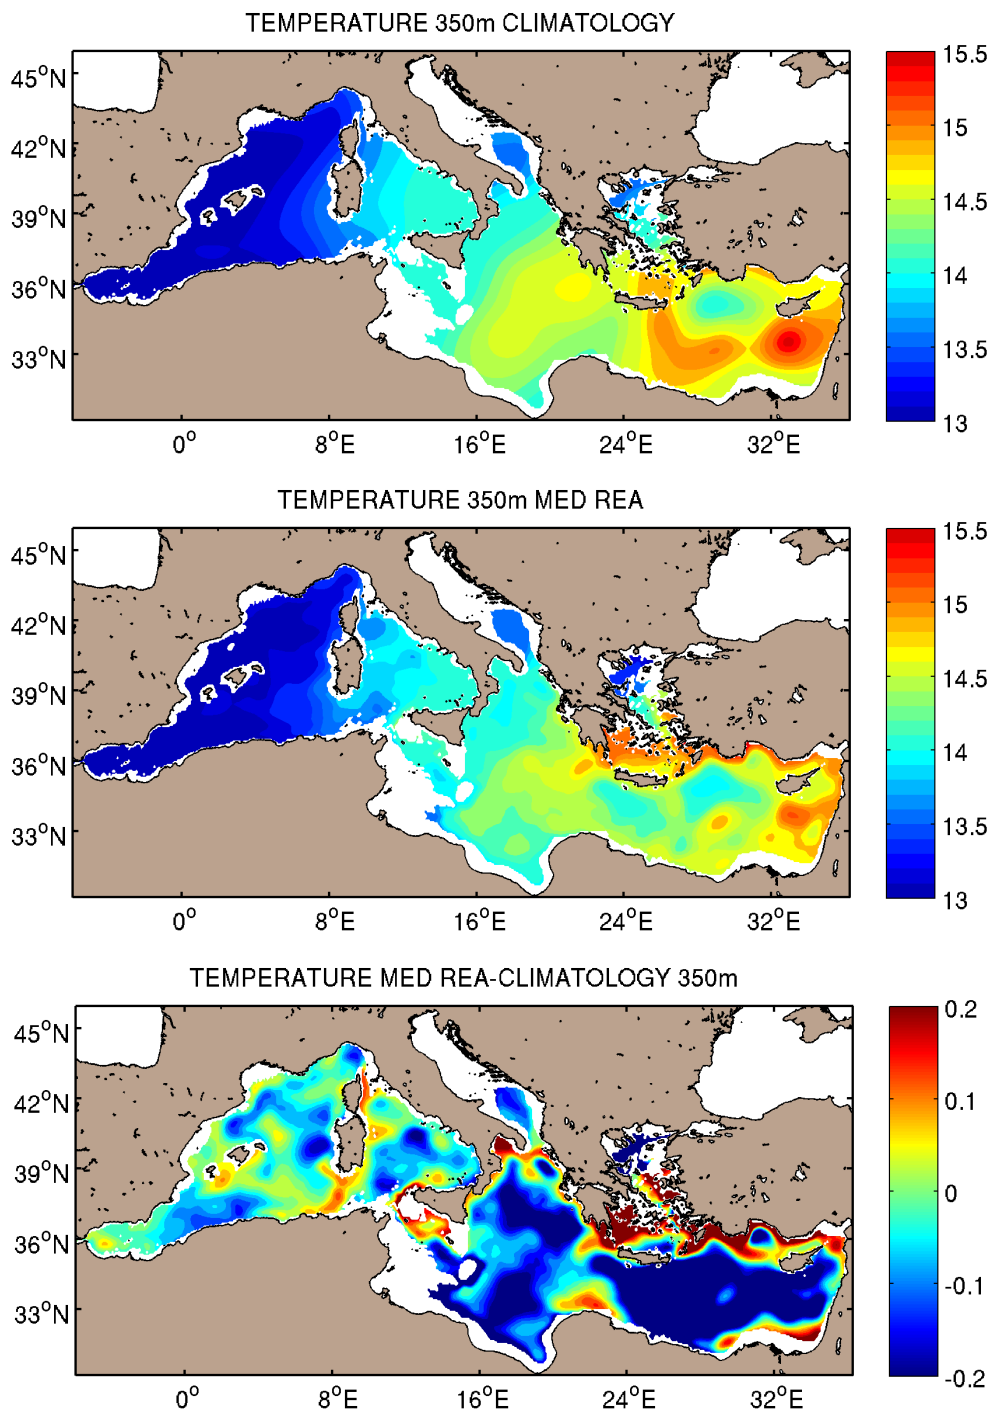 TEMPERATURE 350m CLIMATOLOGY
45°N
42°N
39°N
36°N
33°N
0°
8°E
16°E
24°E
32°E
15.5
15
14.5
14
13.5
13
TEMPERATURE 350m MED REA
45°N
42°N
39°N
36°N
33°N
0°
8°E
16°E
24°E
32°E
15.5
15
14.5
14
13.5
13
TEMPERATURE MED REA-CLIMATOLOGY 350m
45°N
42°N
39°N
36°N
33°N
0°
8°E
16°E
24°E
32°E
0.2
0.1
0
-0.1
-0.2